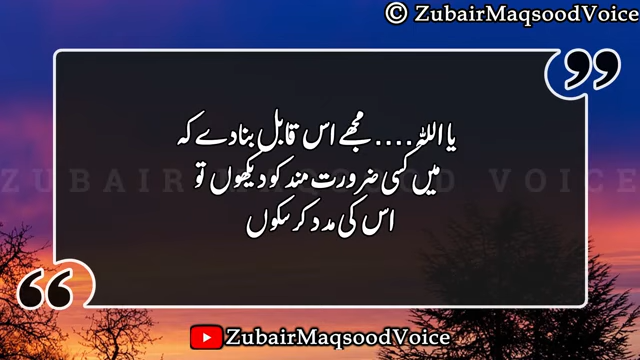 © ZubairMaqsoodVoice
یا اللہ .... مجھے اس قابل بنا دے کہ
میں کسی ضرورت مند کو دیکھوں تو
ZUBAIR MAQSOOD VOICE
اس کی مدد کر سکوں
ZubairMaqsoodVoice